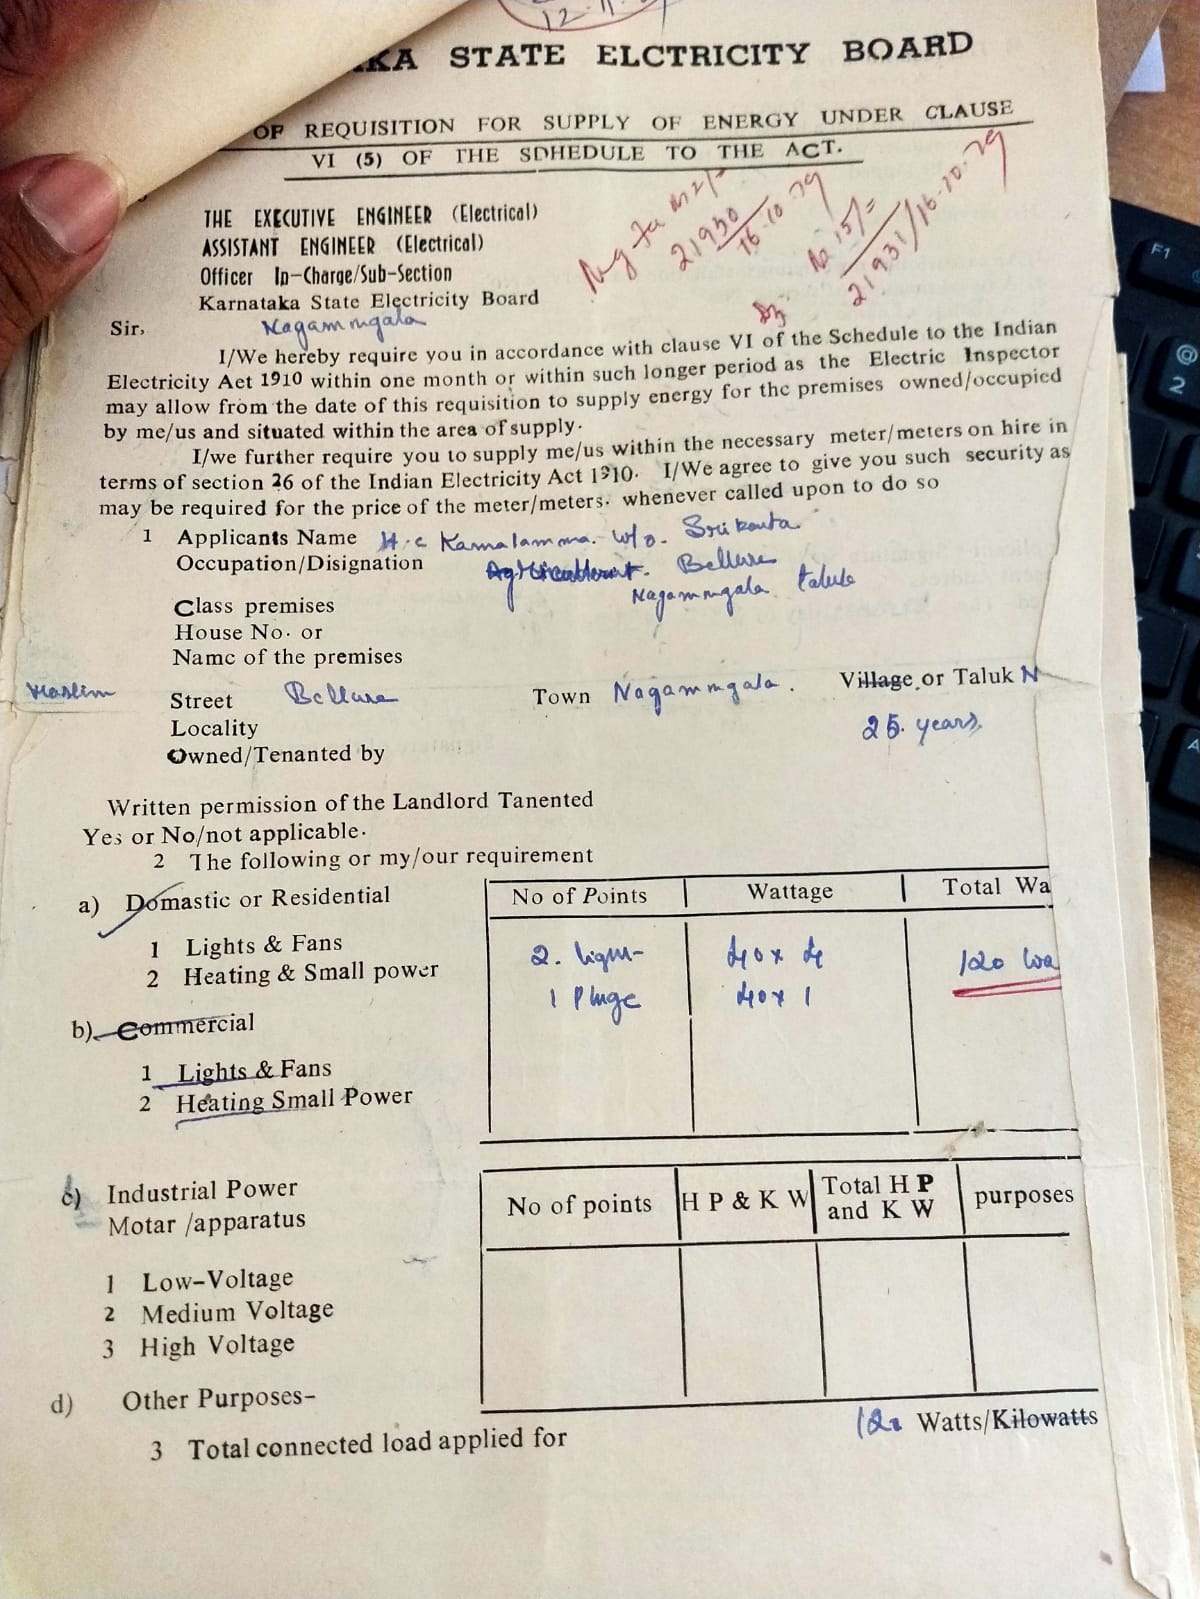 12.11.
KA STATE ELCTRICITY BOARD
OF REQUISITION FOR SUPPLY OF ENERGY UNDER CLAUSE
VI (5) OF THE SDHEDULE TO THE ACT.
21930
16.10.79
15/=
21931/16.10.79
THE EXECUTIVE ENGINEER (Electrical)
ASSISTANT ENGINEER (Electrical)
Officer In-Charge/Sub-Section
Karnataka State Electricity Board
Sir, Nagammgala
I/We hereby require you in accordance with clause VI of the Schedule to the Indian
Electricity Act 1910 within one month or within such longer period as the Electric Inspector
may allow from the date of this requisition to supply energy for thc premises owned/occupied
by me/us and situated within the area of supply.
I/we further require you to supply me/us within the necessary meter/meters on hire in
terms of section 26 of the Indian Electricity Act 1910. I/We agree to give you such security as
may be required for the price of the meter/meters. whenever called upon to do so
1 Applicants Name H.c Kamalamma. w/o. Srikanta
Occupation/Disignation Agriculturist. Bellure
Nagammgala taluk
Class premises
House No. or
Namc of the premises
Street Bellure Town Nagammgala. Village or Taluk N
Locality 25. years.
Owned/Tenanted by
Written permission of the Landlord Tanented
Yes or No/not applicable.
2 The following or my/our requirement
a) Domastic or Residential No of Points Wattage Total Wa
1 Lights & Fans 2. light 40 x 2 120 wa
2 Heating & Small power 1 Pluge 40 x 1
b) Commercial
1 Lights & Fans
2 Heating Small Power
c) Industrial Power
Motar /apparatus
No of points H P & K W Total H P and K W purposes
1 Low-Voltage
2 Medium Voltage
3 High Voltage
d) Other Purposes-
3 Total connected load applied for 120 Watts/Kilowatts
F1
@
2
A